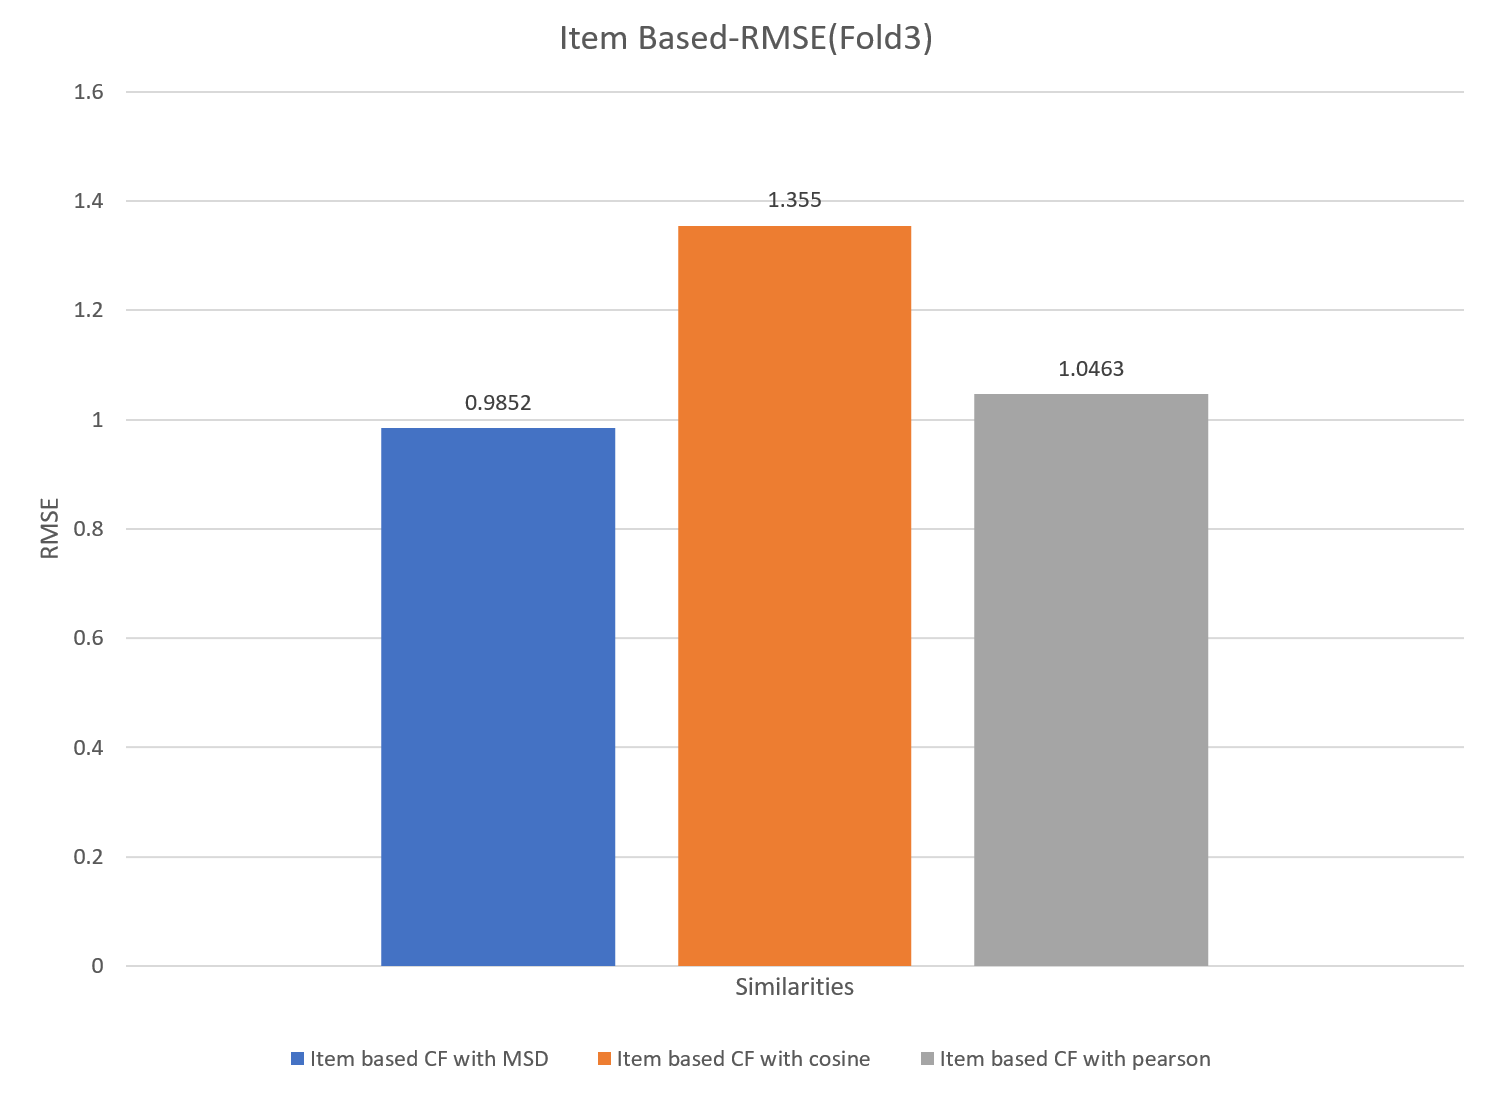 Item Based-RMSE(Fold3)
1.6
1.4
1.2
1
0.8
0.6
0.4
0.2
0
RMSE
0.9852
1.355
1.0463
Similarities
Item based CF with MSD
Item based CF with cosine
Item based CF with pearson